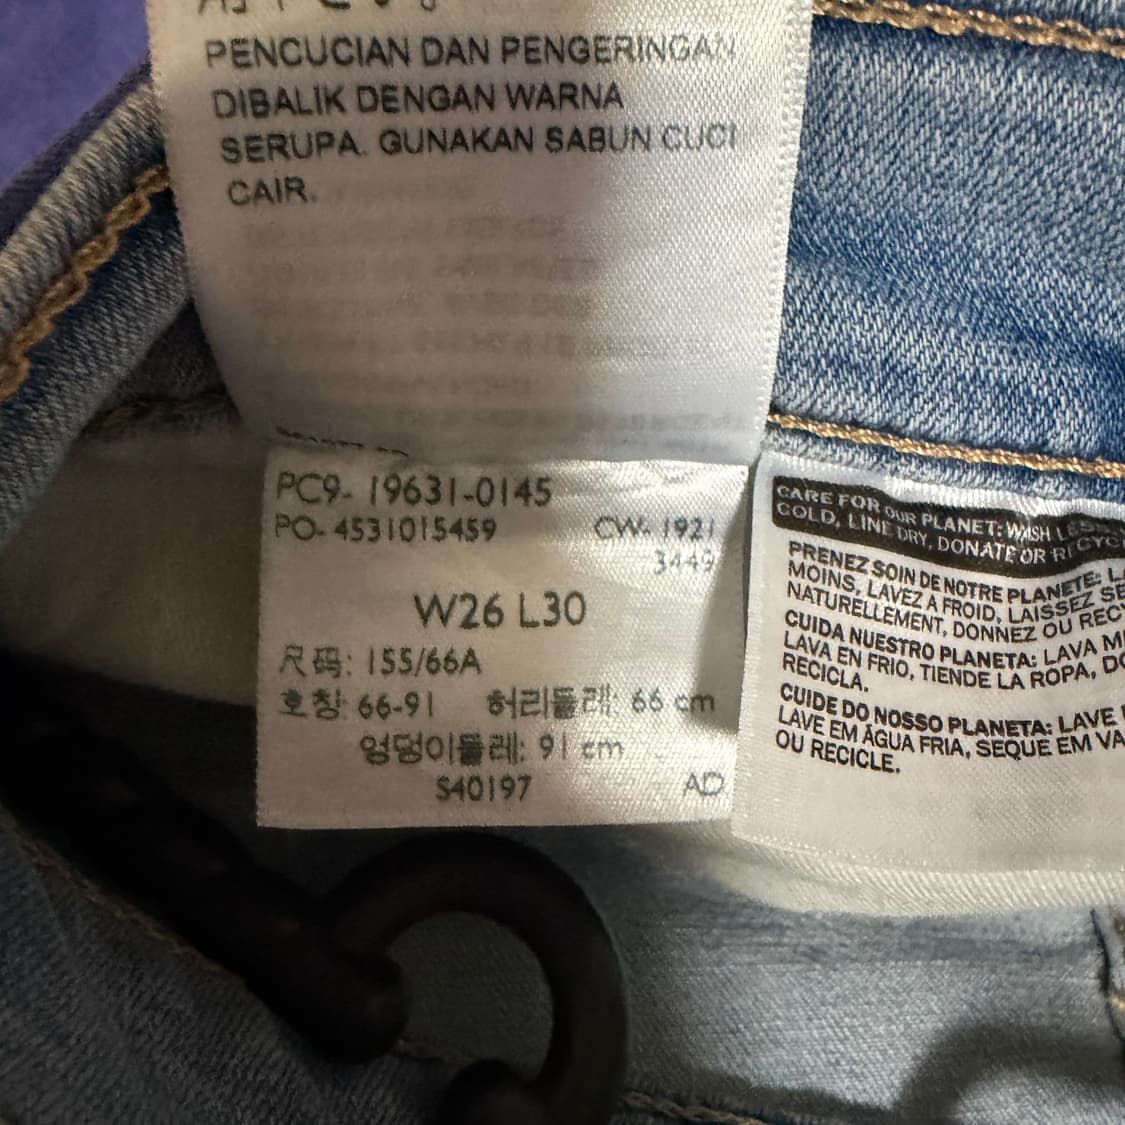 PENCUCIAN DAN PENGERINGAN
DIBALIK DENGAN WARNA
SERUPA. GUNAKAN SABUN CUCI
CAIR.
PC9- 19631-0145
PO- 4531015459 CW- 1921
3449
W26 L30
尺码: 155/66A
호칭: 66-91 허리둘레: 66 cm
엉덩이둘레: 91 cm
S40197 AD
CARE FOR OUR PLANET: WASH
COLD, LINE DRY, DONATE OR
PRENEZ SOIN DE NOTRE PLANETE:
MOINS, LAVEZ A FROID, LAISSEZ
NATURELLEMENT, DONNEZ OU
CUIDA NUESTRO PLANETA: LAVA
LAVA EN FRIO, TIENDE LA ROPA,
RECICLA.
CUIDE DO NOSSO PLANETA: LAVE
LAVE EM ÁGUA FRIA, SEQUE EM
OU RECICLE.